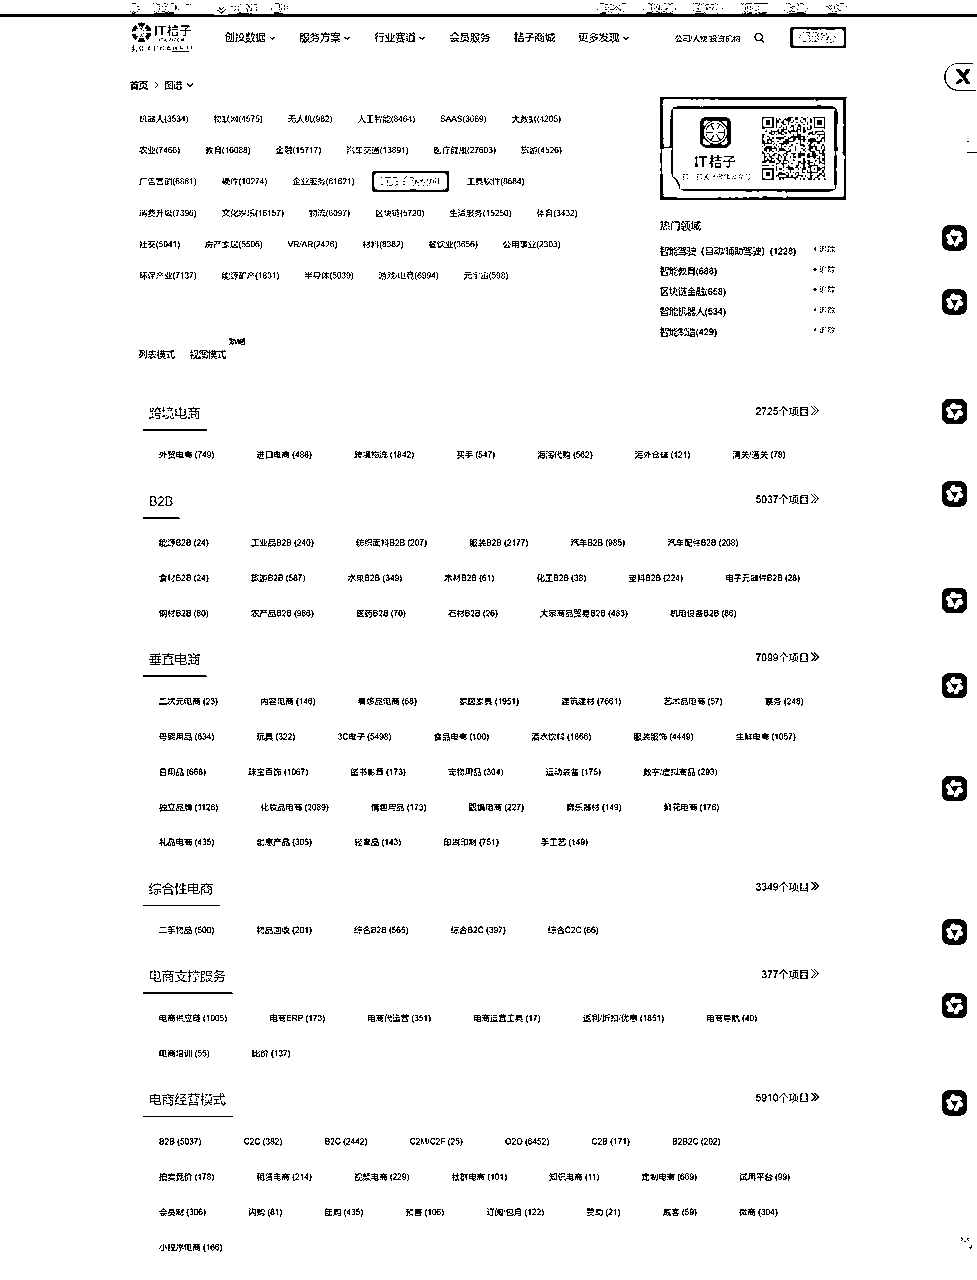 IT桔子 创投数据 服务方案 行业赛道 会员服务 桔子商城 更多发现 公司/人物/投资机构
首页 > 图谱
机器人(3534) 物联网(4575) 无人机(982) 人工智能(8464) SAAS(3069) 大数据(4205)
农业(7466) 教育(16088) 金融(15717) 汽车交通(13891) 医疗健康(27603) 旅游(4526)
广告营销(6881) 硬件(10274) 企业服务(61621) 工具软件(8684)
消费升级(7396) 文化娱乐(16157) 物流(6097) 区块链(5720) 生活服务(15250) 体育(3432)
社交(5941) 房产家居(5506) VR/AR(2426) 材料(8382) 餐饮业(3656) 公用事业(2303)
环保产业(7137) 能源矿产(1831) 半导体(5039) 游戏/电竞(6994) 元宇宙(598)
IT桔子
热门领域
智能驾驶（自动/辅助驾驶）(1228) +追踪
智能教育(688) +追踪
区块链金融(658) +追踪
智能机器人(534) +追踪
智能制造(429) +追踪
列表模式 视图模式
跨境电商 2725个项目
外贸电商 (749) 进口电商 (488) 跨境物流 (1842) 买手 (547) 海淘代购 (562) 海外仓储 (121) 清关/通关 (78)
B2B 5037个项目
能源B2B (24) 工业品B2B (240) 纺织面料B2B (207) 服装B2B (2177) 汽车B2B (985) 汽车配件B2B (208)
食材B2B (24) 旅游B2B (587) 水果B2B (349) 木材B2B (61) 化工B2B (38) 塑料B2B (224) 电子元器件B2B (28)
钢材B2B (80) 农产品B2B (986) 医药B2B (70) 石材B2B (26) 大宗商品贸易B2B (483) 机电设备B2B (86)
垂直电商 7099个项目
二次元电商 (23) 内容电商 (146) 奢侈品电商 (68) 家居家具 (1951) 建筑建材 (7661) 艺术品电商 (57) 票务 (248)
母婴用品 (634) 玩具 (322) 3C电子 (5498) 食品电商 (100) 酒水饮料 (1866) 服装服饰 (4449) 生鲜电商 (1057)
日用品 (668) 珠宝首饰 (1067) 图书影音 (173) 宠物用品 (304) 运动装备 (175) 数字/虚拟商品 (293)
独立品牌 (1126) 化妆品电商 (2089) 情趣用品 (173) 眼镜电商 (227) 音乐器材 (149) 鲜花电商 (176)
礼品电商 (435) 创意产品 (305) 轻奢品 (143) 印刷印制 (751) 手工艺 (149)
综合性电商 3349个项目
二手物品 (500) 物品回收 (201) 综合B2B (565) 综合B2C (397) 综合C2C (66)
电商支撑服务 377个项目
电商供应商 (1005) 电商ERP (173) 电商代运营 (351) 电商运营工具 (17) 返利/折扣/优惠 (1851) 电商导航 (40)
电商培训 (55) 比价 (137)
电商经营模式 5910个项目
B2B (5037) C2C (382) B2C (2442) C2M/C2F (25) O2O (6452) C2B (171) B2B2C (202)
拍卖竞价 (178) 租赁电商 (214) 视频电商 (229) 社群电商 (101) 知识电商 (11) 定制电商 (669) 试用平台 (99)
会员制 (306) 闪购 (81) 团购 (435) 预售 (106) 订阅/包月 (122) 赞助 (21) 威客 (59) 微商 (304)
小程序电商 (166)